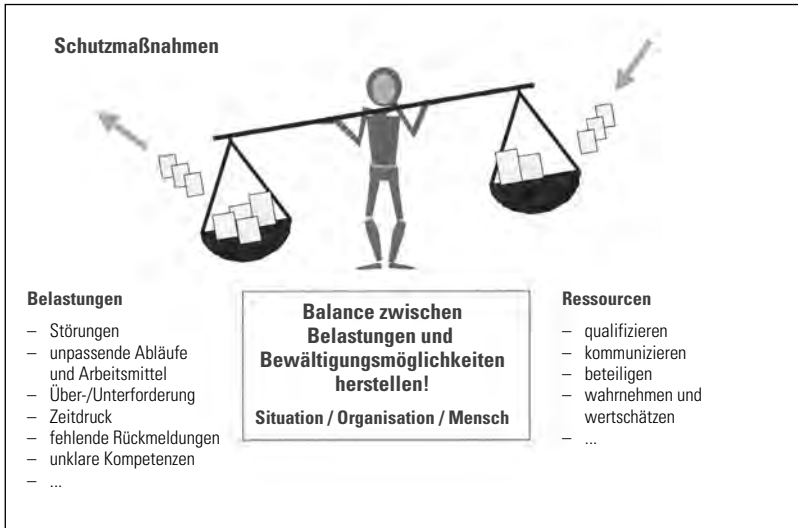 Schutzmaßnahmen
Belastungen
– Störungen
– unpassende Abläufe
und Arbeitsmittel
– Über-/Unterforderung
– Zeitdruck
– fehlende Rückmeldungen
– unklare Kompetenzen
– ...
Balance zwischen
Belastungen und
Bewältigungsmöglichkeiten
herstellen!
Situation / Organisation / Mensch
Ressourcen
– qualifizieren
– kommunizieren
– beteiligen
– wahrnehmen und
wertschätzen
– ...